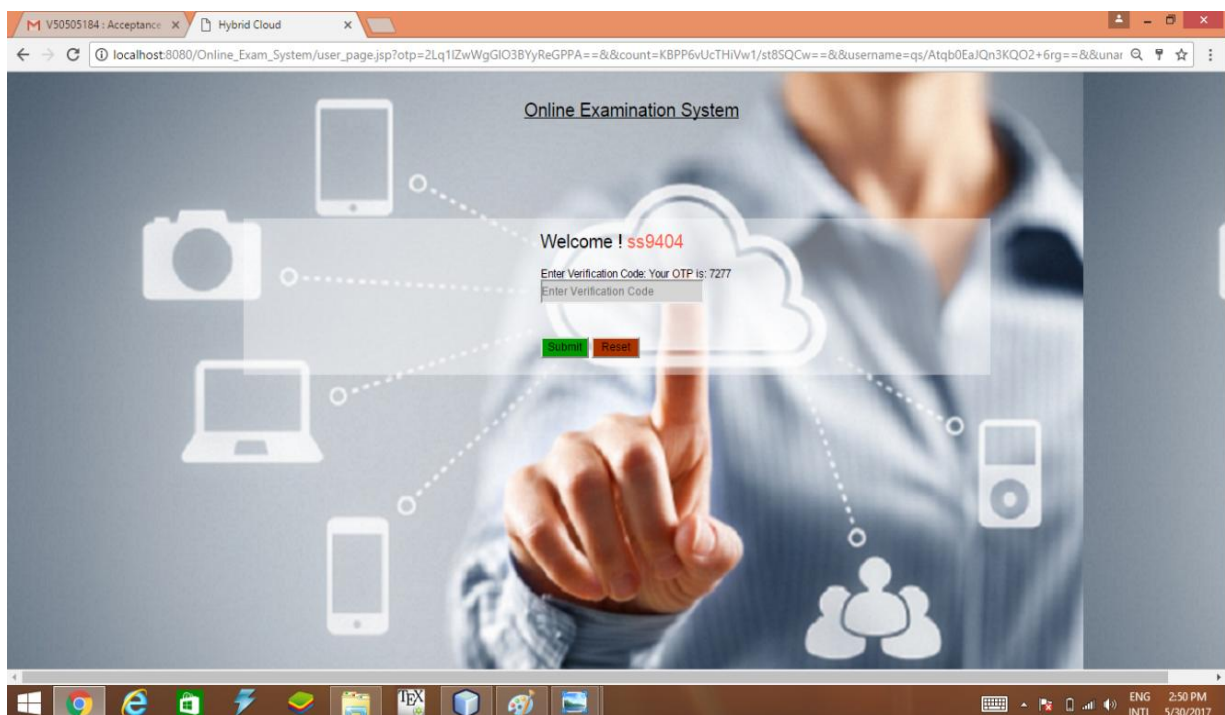 V50505184 : Acceptance
Hybrid Cloud
localhost:8080/Online_Exam_System/user_page.jsp?otp=2Lq1IZwWgGIO3BYyReGPPA==&&count=KBPP6vUcTHiVw1/st8SQCw==&&username=qs/Atqb0EaJQn3KQO2+6rg==&&unar
Online Examination System
Welcome ! ss9404
Enter Verification Code: Your OTP is: 7277
Enter Verification Code
Submit Reset
TEX
ENG 2:50 PM
INTL 5/30/2017